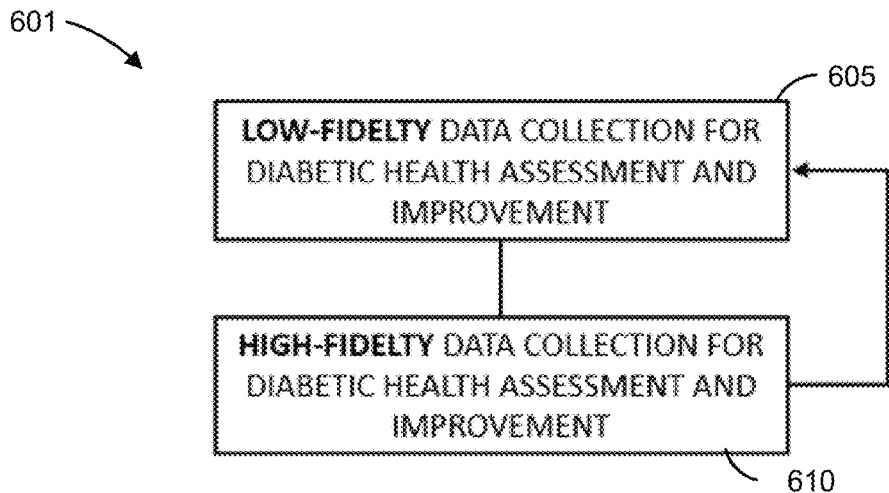 601
605
LOW-FIDELTY DATA COLLECTION FOR
DIABETIC HEALTH ASSESSMENT AND
IMPROVEMENT
HIGH-FIDELTY DATA COLLECTION FOR
DIABETIC HEALTH ASSESSMENT AND
IMPROVEMENT
610